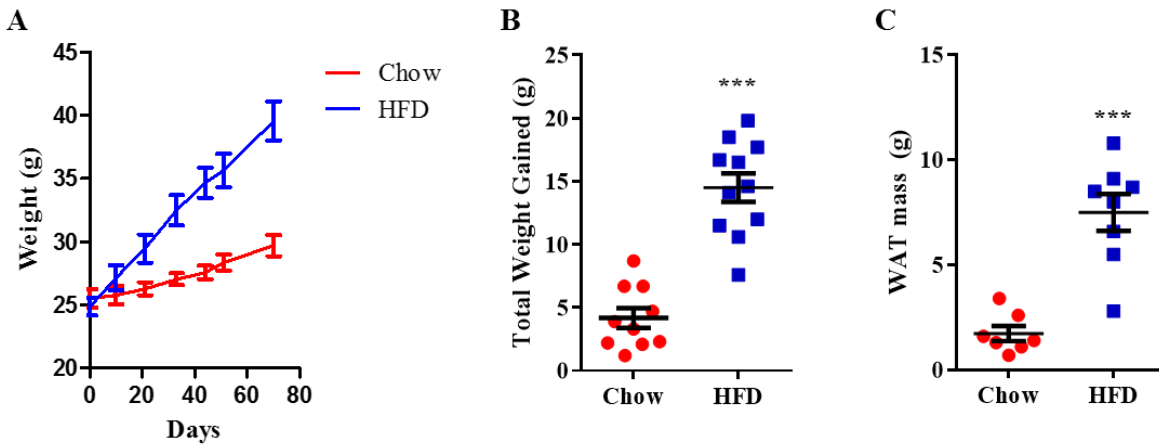 A
Weight (g)
45
40
35
30
25
20
0 20 40 60 80
Days
Chow
HFD
B
Total Weight Gained (g)
25
20
15
10
5
0
***
Chow HFD
C
WAT mass (g)
15
10
5
0
***
Chow HFD